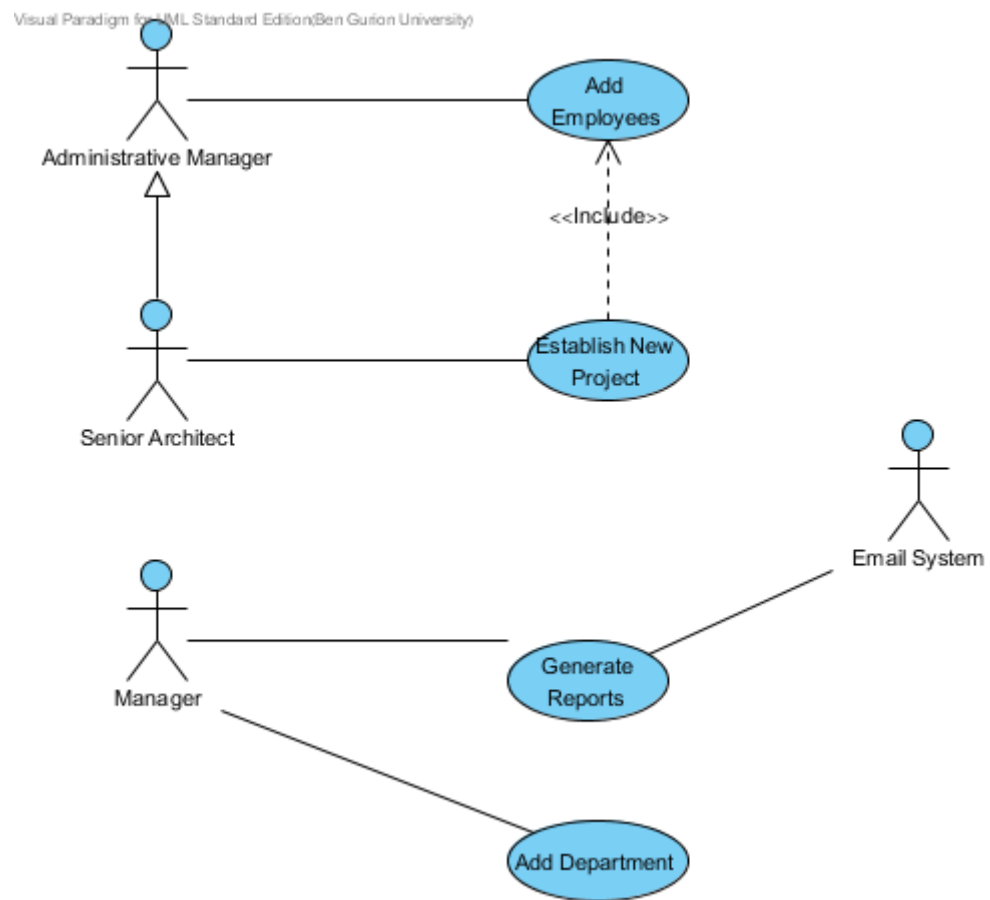 Visual Paradigm for UML Standard Edition(Ben Gurion University)
Add
Employees
Administrative Manager
<<Include>>
Establish New
Project
Senior Architect
Email System
Generate
Reports
Manager
Add Department